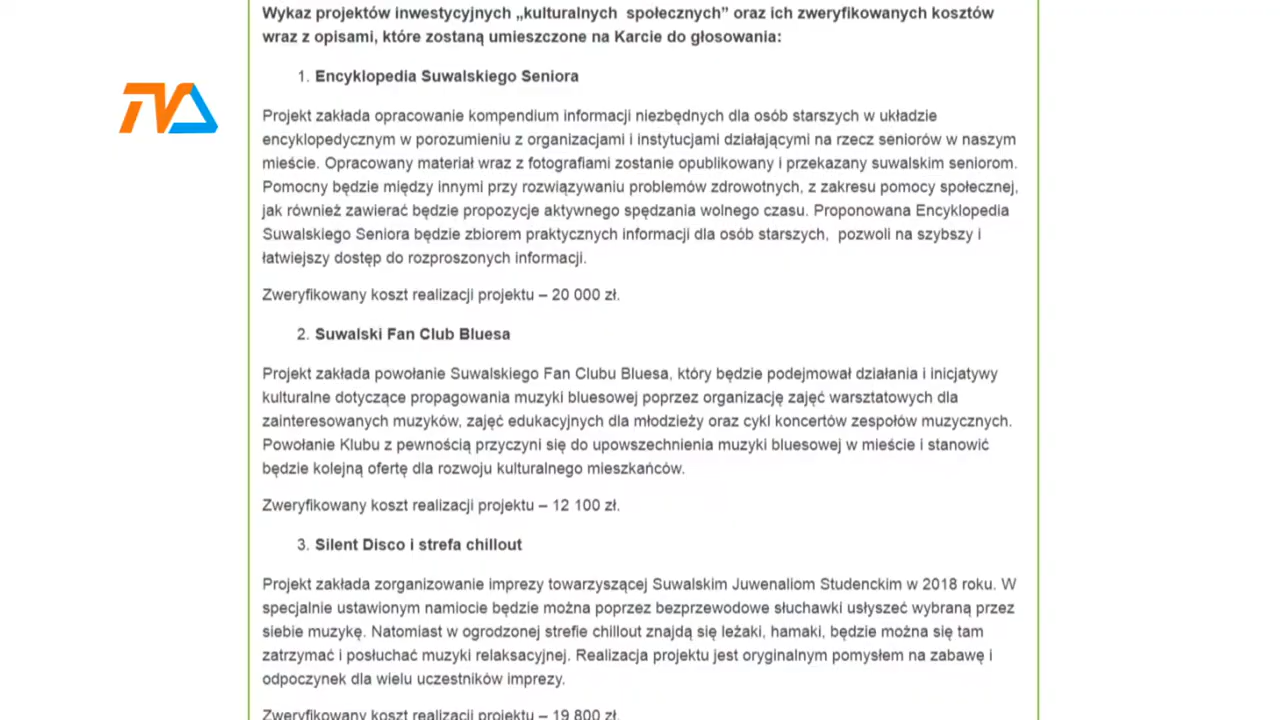 Wykaz projektów inwestycyjnych „kulturalnych  społecznych” oraz ich zweryfikowanych kosztów
wraz z opisami, które zostaną umieszczone na Karcie do głosowania:
1. Encyklopedia Suwalskiego Seniora
TVA
Projekt zakłada opracowanie kompendium informacji niezbędnych dla osób starszych w układzie
encyklopedycznym w porozumieniu z organizacjami i instytucjami działającymi na rzecz seniorów w naszym
mieście. Opracowany materiał wraz z fotografiami zostanie opublikowany i przekazany suwalskim seniorom.
Pomocny będzie między innymi przy rozwiązywaniu problemów zdrowotnych, z zakresu pomocy społecznej,
jak również zawierać będzie propozycje aktywnego spędzania wolnego czasu. Proponowana Encyklopedia
Suwalskiego Seniora będzie zbiorem praktycznych informacji dla osób starszych,  pozwoli na szybszy i
łatwiejszy dostęp do rozproszonych informacji.
Zweryfikowany koszt realizacji projektu – 20 000 zł.
2. Suwalski Fan Club Bluesa
Projekt zakłada powołanie Suwalskiego Fan Clubu Bluesa, który będzie podejmował działania i inicjatywy
kulturalne dotyczące propagowania muzyki bluesowej poprzez organizację zajęć warsztatowych dla
zainteresowanych muzyków, zajęć edukacyjnych dla młodzieży oraz cykl koncertów zespołów muzycznych.
Powołanie Klubu z pewnością przyczyni się do upowszechnienia muzyki bluesowej w mieście i stanowić
będzie kolejną ofertę dla rozwoju kulturalnego mieszkańców.
Zweryfikowany koszt realizacji projektu – 12 100 zł.
3. Silent Disco i strefa chillout
Projekt zakłada zorganizowanie imprezy towarzyszącej Suwalskim Juwenaliom Studenckim w 2018 roku. W
specjalnie ustawionym namiocie będzie można poprzez bezprzewodowe słuchawki usłyszeć wybraną przez
siebie muzykę. Natomiast w ogrodzonej strefie chillout znajdą się leżaki, hamaki, będzie można się tam
zatrzymać i posłuchać muzyki relaksacyjnej. Realizacja projektu jest oryginalnym pomysłem na zabawę i
odpoczynek dla wielu uczestników imprezy.
Zweryfikowany koszt realizacji projektu – 19 800 zł.